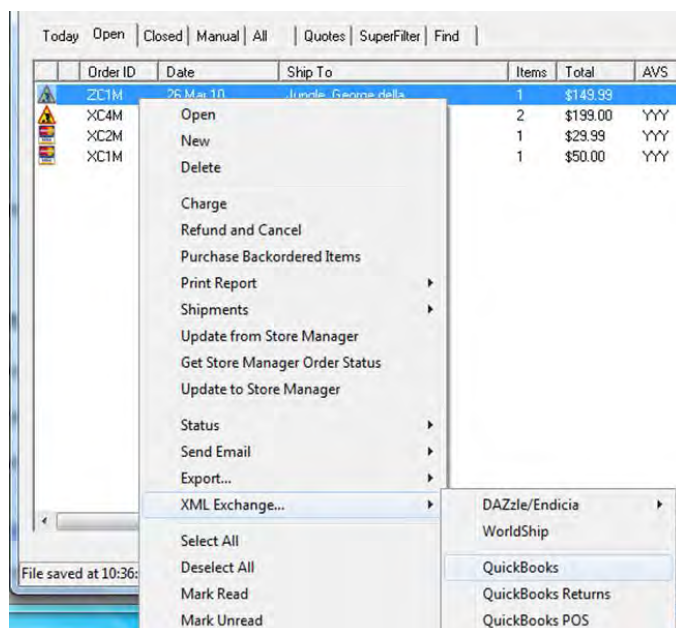 Today Open Closed Manual All Quotes SuperFilter Find
Order ID Date Ship To Items Total AVS
ZC1M 26 Mar 10 Jungle, George della 1 $149.99
XC4M 2 $199.00 YYY
XC2M 1 $29.99 YYY
XC1M 1 $50.00 YYY
Open
New
Delete
Charge
Refund and Cancel
Purchase Backordered Items
Print Report
Shipments
Update from Store Manager
Get Store Manager Order Status
Update to Store Manager
Status
Send Email
Export...
XML Exchange...
DAZzle/Endicia
WorldShip
Select All
Deselect All
QuickBooks
File saved at 10:36:
Mark Read
QuickBooks Returns
Mark Unread
QuickBooks POS